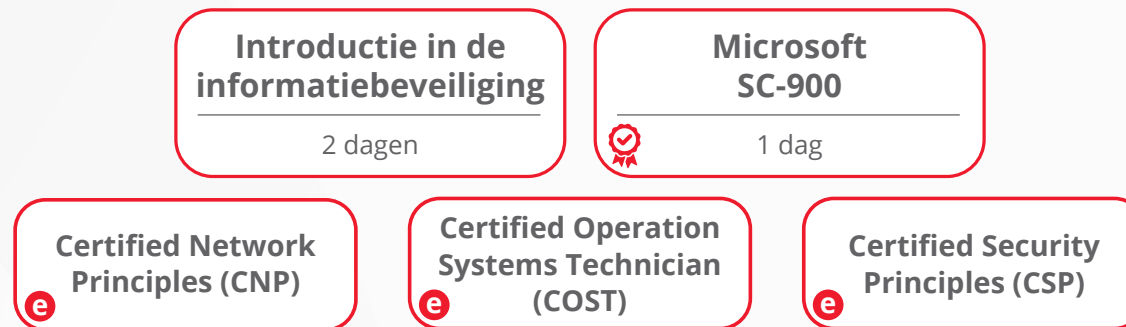 Introductie in de
informatiebeveiliging
2 dagen
Microsoft
SC-900
1 dag
Certified Network
Principles (CNP)
e
Certified Operation
Systems Technician
(COST)
e
Certified Security
Principles (CSP)
e